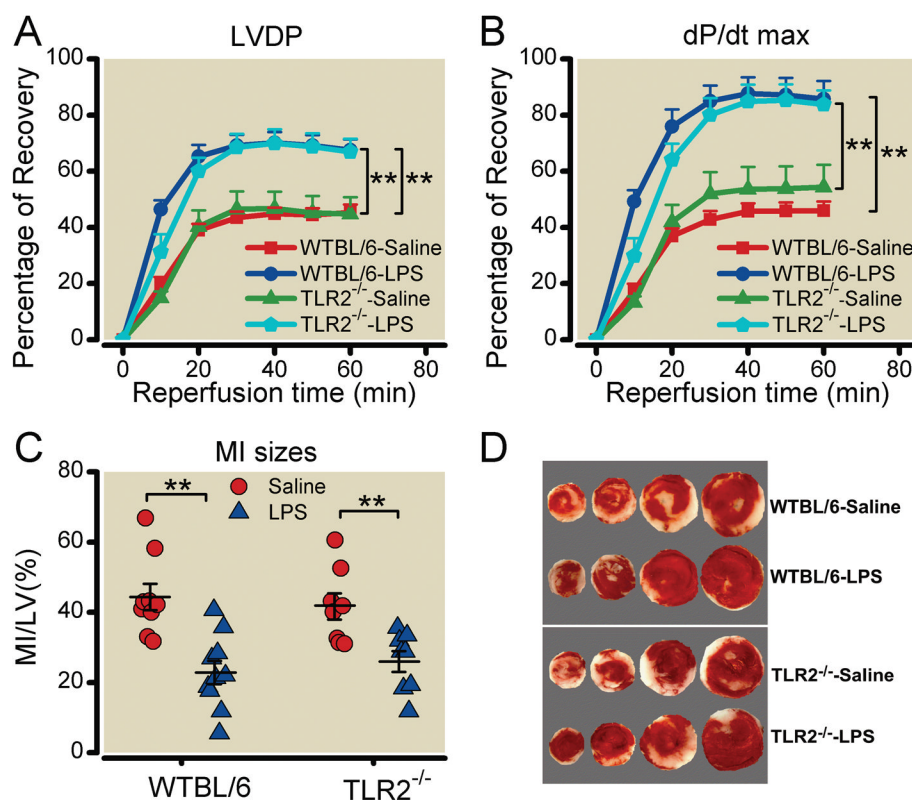 A
LVDP
Percentage of Recovery
100
80
60
40
20
0
0 20 40 60 80
Reperfusion time (min)
**
**
WTBL/6-Saline
WTBL/6-LPS
TLR2-/--Saline
TLR2-/--LPS
B
dP/dt max
Percentage of Recovery
100
80
60
40
20
0
0 20 40 60 80
Reperfusion time (min)
**
**
WTBL/6-Saline
WTBL/6-LPS
TLR2-/--Saline
TLR2-/--LPS
C
MI sizes
MI/LV(%)
80
60
40
20
0
**
**
Saline
LPS
WTBL/6 TLR2-/-
D
WTBL/6-Saline
WTBL/6-LPS
TLR2-/--Saline
TLR2-/--LPS